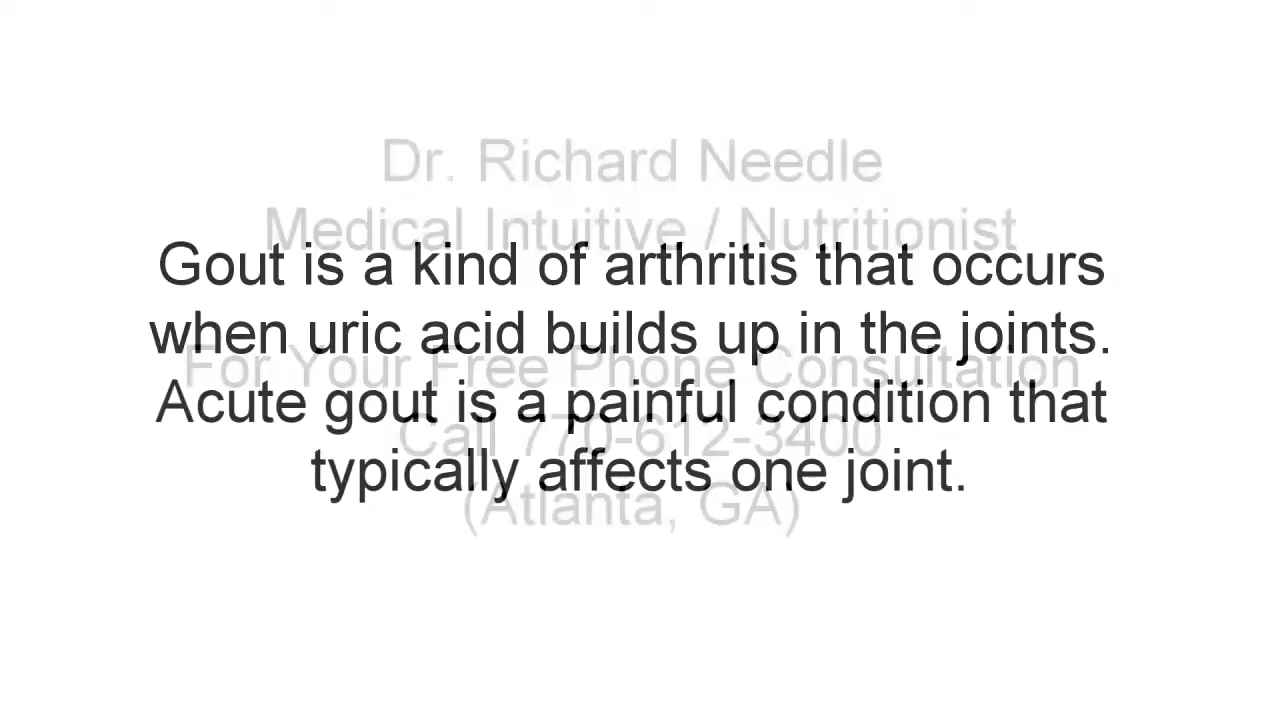 Dr. Richard Needle
Medical Intuitive / Nutritionist
Gout is a kind of arthritis that occurs
when uric acid builds up in the joints.
For Your Free Phone Consultation
Acute gout is a painful condition that
Call 770-612-3400
typically affects one joint.
(Atlanta, GA)